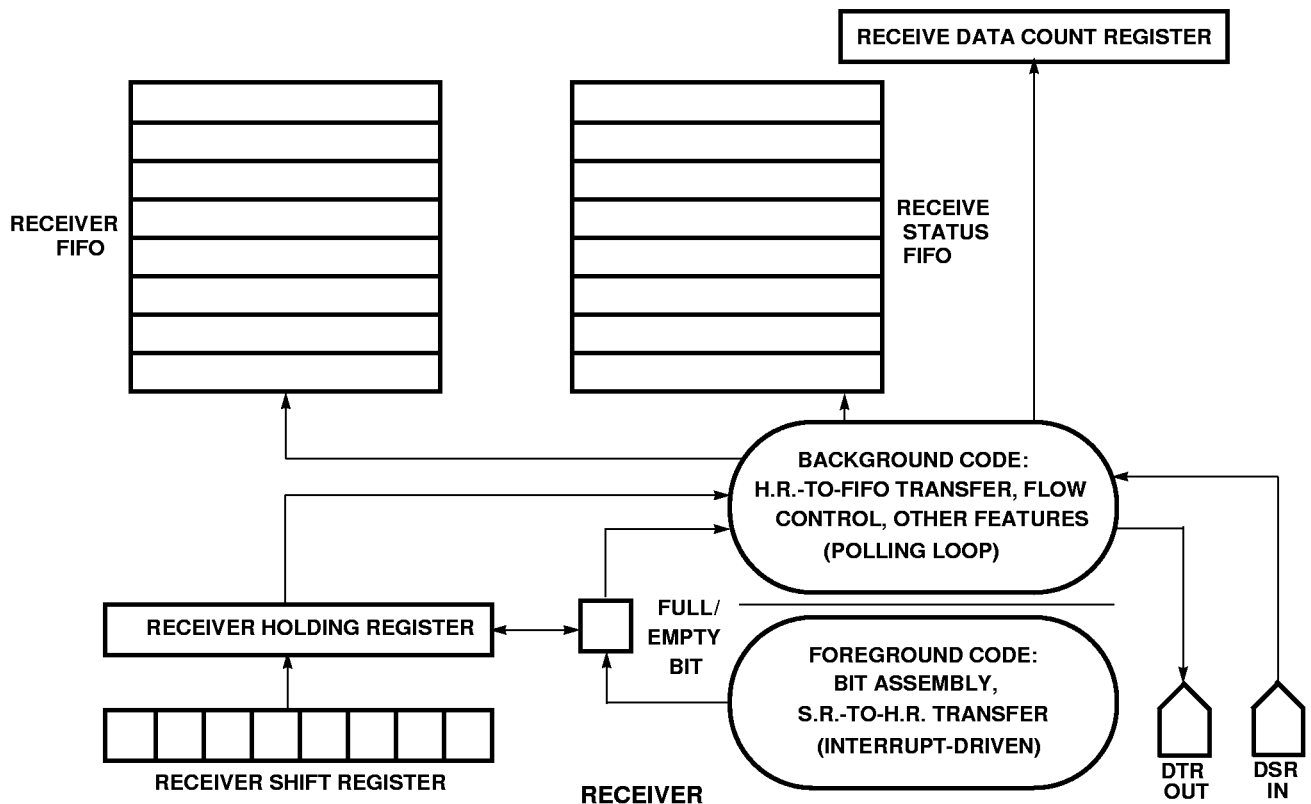 RECEIVE DATA COUNT REGISTER
RECEIVER
FIFO
RECEIVE
STATUS
FIFO
BACKGROUND CODE:
H.R.-TO-FIFO TRANSFER, FLOW
CONTROL, OTHER FEATURES
(POLLING LOOP)
RECEIVER HOLDING REGISTER
FULL/
EMPTY
BIT
FOREGROUND CODE:
BIT ASSEMBLY,
S.R.-TO-H.R. TRANSFER
(INTERRUPT-DRIVEN)
RECEIVER SHIFT REGISTER
DTR
OUT
DSR
IN
RECEIVER